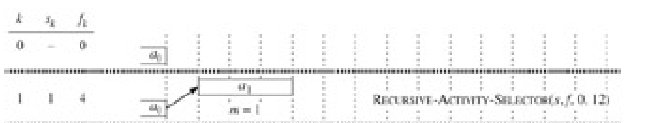 k s_k f_k
0 – 0
a_0
a_1
1 1 4 RECURSIVE-ACTIVITY-SELECTOR(s, f, 0, 12)
a_0 m = 1